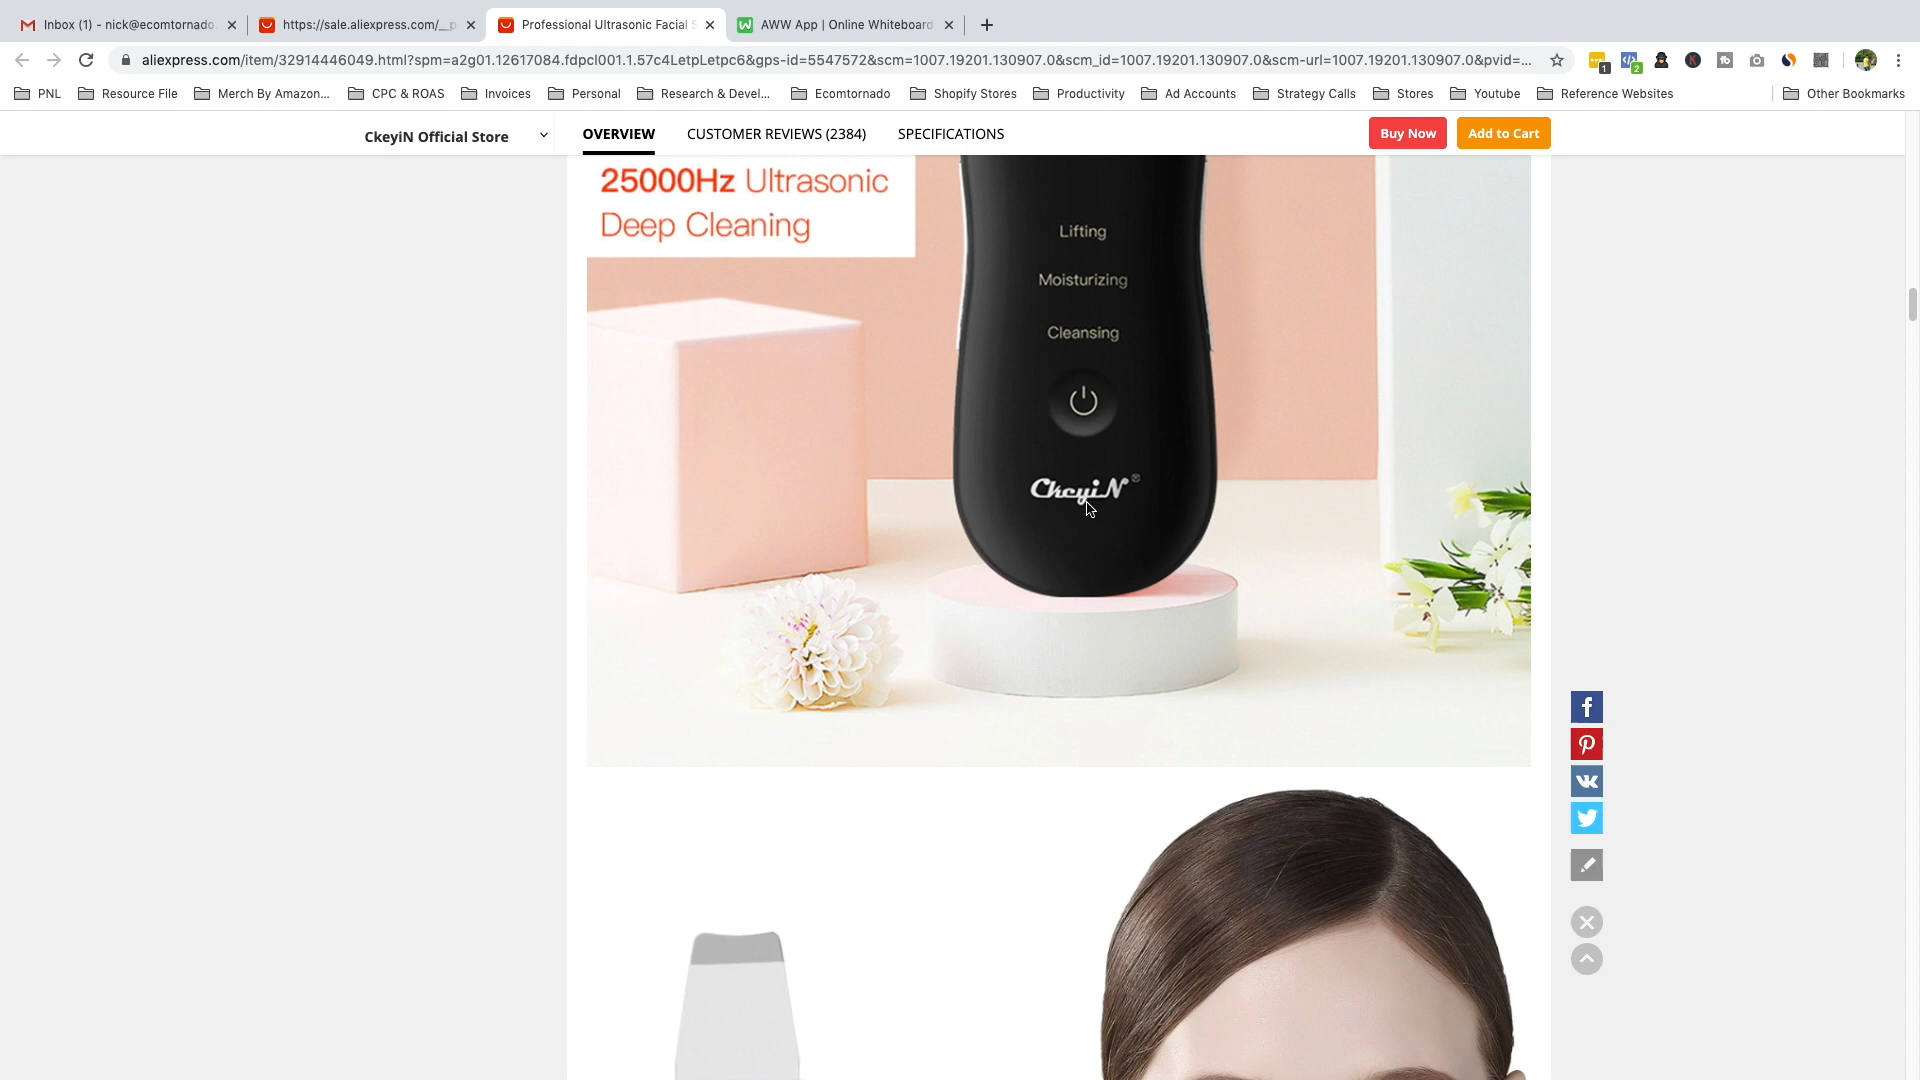 Inbox (1) - nick@ecomtornado.
https://sale.aliexpress.com/__p
Professional Ultrasonic Facial S
AWW App | Online Whiteboard
aliexpress.com/item/32914446049.html?spm=a2g01.12617084.fdpcl001.1.57c4LetpLetpc6&gps-id=5547572&scm=1007.19201.130907.0&scm_id=1007.19201.130907.0&scm-url=1007.19201.130907.0&pvid=...
1
2
PNL
Resource File
Merch By Amazon...
CPC & ROAS
Invoices
Personal
Research & Devel...
Ecomtornado
Shopify Stores
Productivity
Ad Accounts
Strategy Calls
Stores
Youtube
Reference Websites
Other Bookmarks
CkeyiN Official Store
OVERVIEW
CUSTOMER REVIEWS (2384)
SPECIFICATIONS
Buy Now
Add to Cart
25000Hz Ultrasonic
Deep Cleaning
Lifting
Moisturizing
Cleansing
CkeyiN®